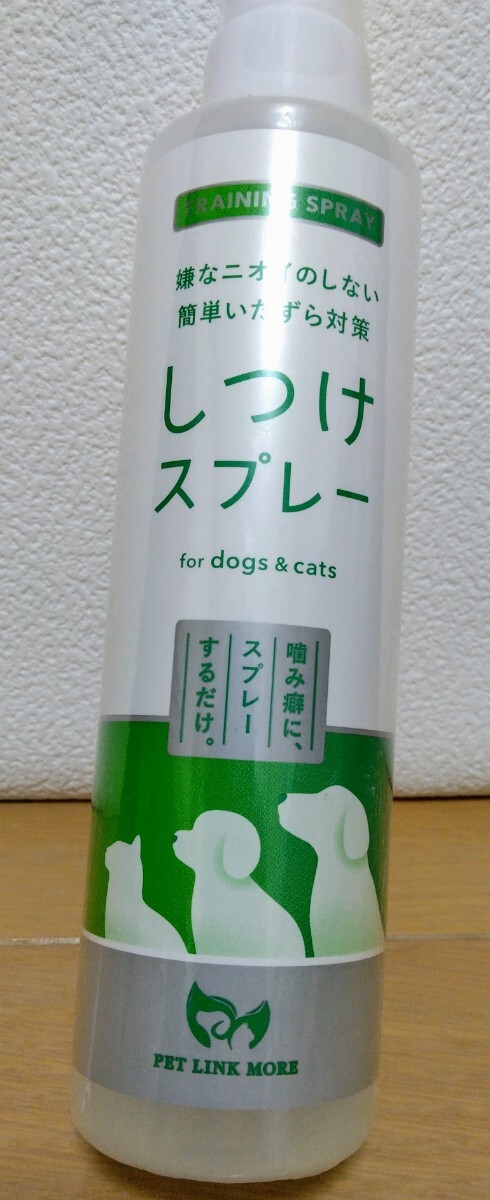 TRAINING SPRAY
嫌なニオイのしない
簡単いたずら対策
しつけ
スプレー
for dogs & cats
噛み癖に、
スプレー
するだけ。
PET LINK MORE